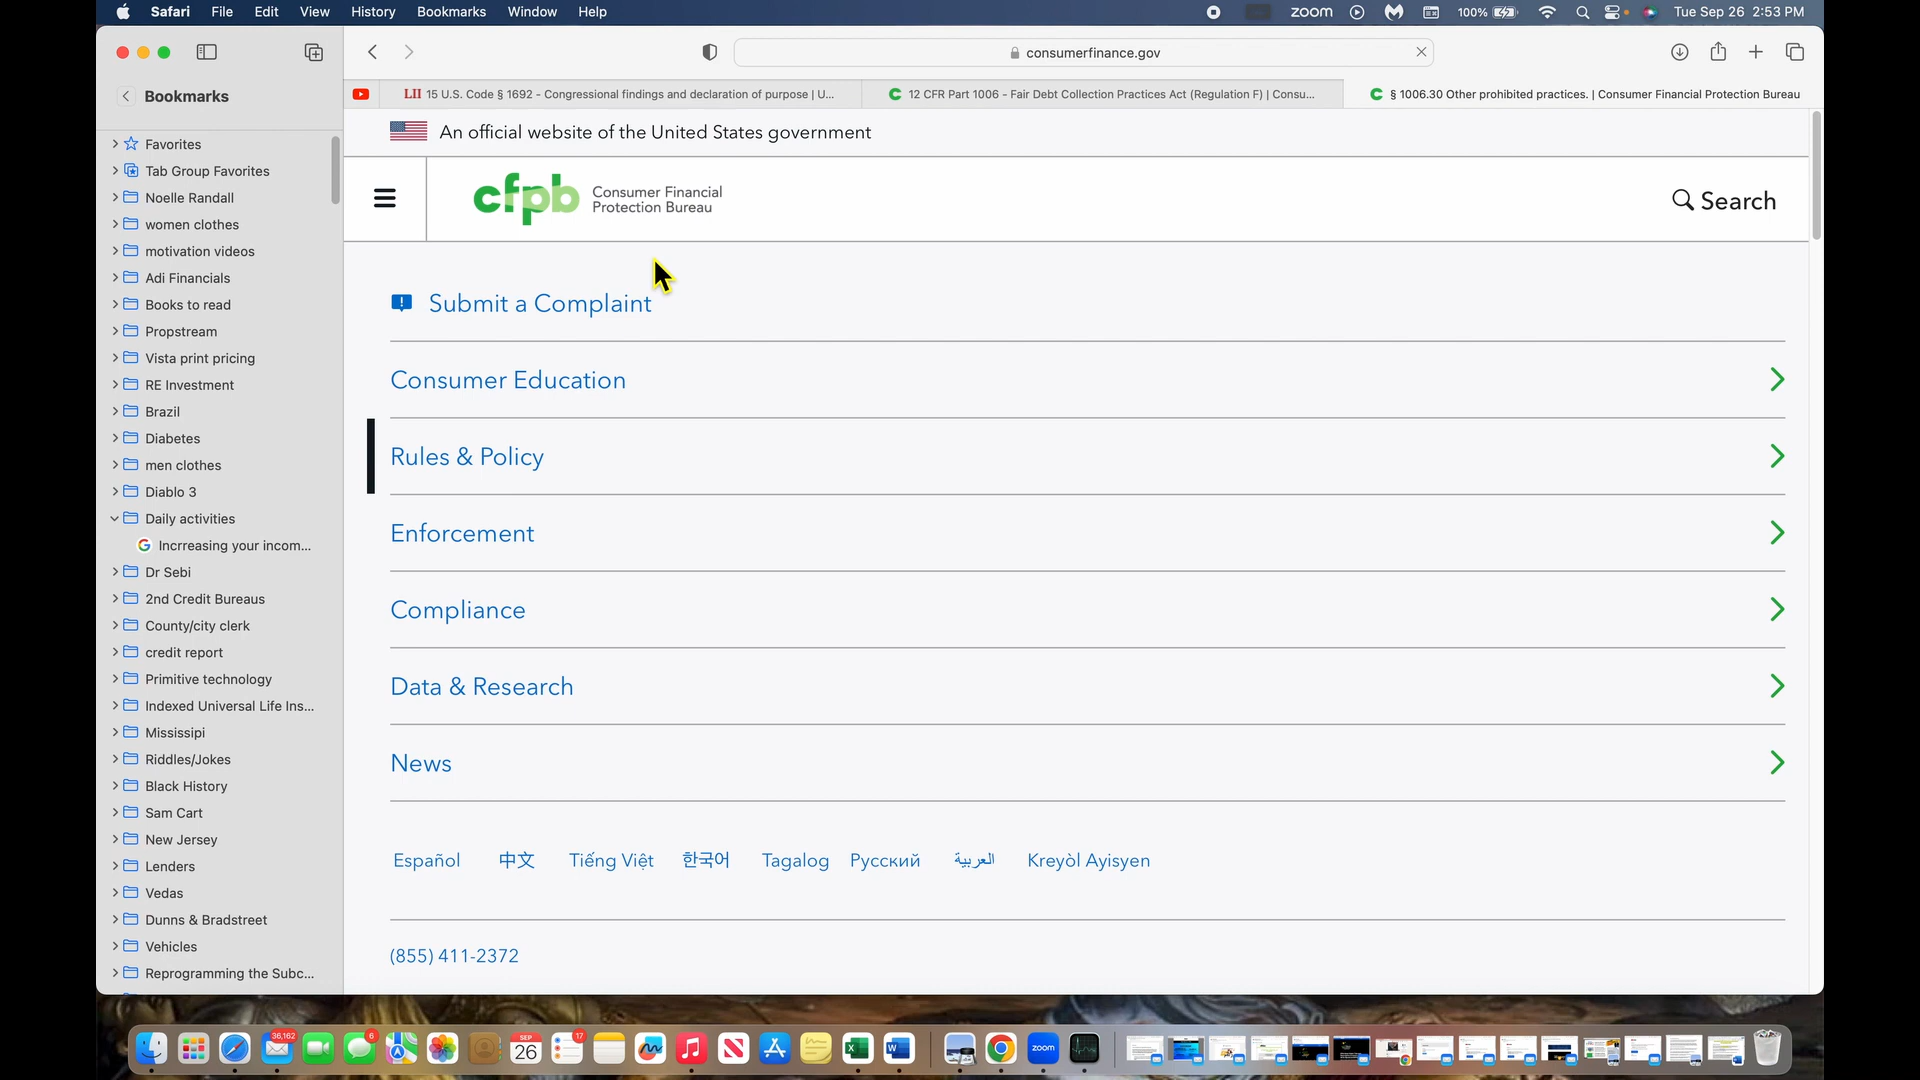 Safari File Edit View History Bookmarks Window Help
zoom 100% Tue Sep 26 2:53 PM
consumerfinance.gov
Bookmarks
LII 15 U.S. Code § 1692 - Congressional findings and declaration of purpose | U...
12 CFR Part 1006 - Fair Debt Collection Practices Act (Regulation F) | Consu...
§ 1006.30 Other prohibited practices. | Consumer Financial Protection Bureau
Favorites
Tab Group Favorites
Noelle Randall
women clothes
motivation videos
Adi Financials
Books to read
Propstream
Vista print pricing
RE Investment
Brazil
Diabetes
men clothes
Diablo 3
Daily activities
Incrreasing your incom...
Dr Sebi
2nd Credit Bureaus
County/city clerk
credit report
Primitive technology
Indexed Universal Life Ins...
Mississipi
Riddles/Jokes
Black History
Sam Cart
New Jersey
Lenders
Vedas
Dunns & Bradstreet
Vehicles
Reprogramming the Subc...
An official website of the United States government
cfpb Consumer Financial
Protection Bureau
Search
Submit a Complaint
Consumer Education
Rules & Policy
Enforcement
Compliance
Data & Research
News
Español 中文 Tiếng Việt 한국어 Tagalog Pусский العربية Kreyòl Ayisyen
(855) 411-2372
36,162
6
SEP
26
17
zoom